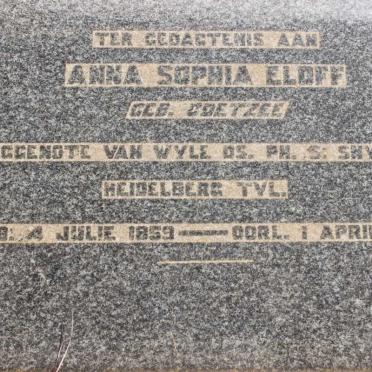 TER GEDAGTENIS AAN
ANNA SOPHIA ELOFF
GEB. COETZEE
GGENOTE VAN WYLE DS. PH. S. SNY
HEIDELBERG TVL.
B. 4 JULIE 1859 — OORL. 1 APRI